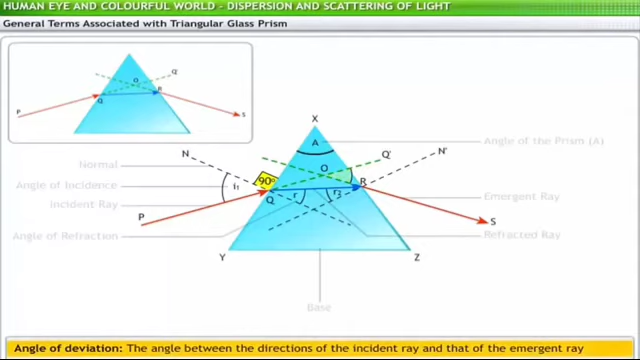 HUMAN EYE AND COLOURFUL WORLD - DISPERSION AND SCATTERING OF LIGHT
General Terms Associated with Triangular Glass Prism
Q'
O
Q
R
P
S
X
N
A
Q'
N'
Angle of the Prism (A)
Normal
O
90°
Angle of Incidence
i₁
R
Q
r
r₂
Incident Ray
Emergent Ray
P
S
Angle of Refraction
Refracted Ray
Y
Z
Base
Angle of deviation: The angle between the directions of the incident ray and that of the emergent ray